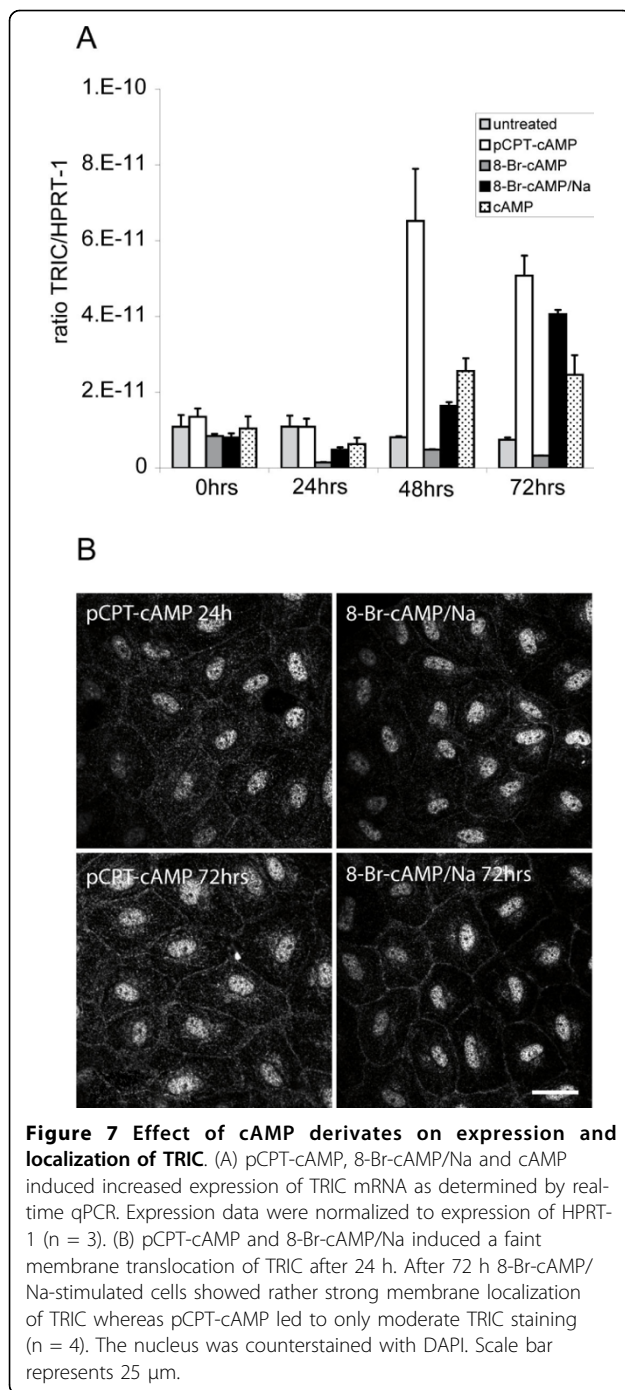 A
1.E-10
8.E-11
6.E-11
4.E-11
2.E-11
0
ratio TRIC/HPRT-1
untreated
pCPT-cAMP
8-Br-cAMP
8-Br-cAMP/Na
cAMP
0hrs 24hrs 48hrs 72hrs
B
pCPT-cAMP 24h
8-Br-cAMP/Na
pCPT-cAMP 72hrs
8-Br-cAMP/Na 72hrs
Figure 7 Effect of cAMP derivates on expression and
localization of TRIC. (A) pCPT-cAMP, 8-Br-cAMP/Na and cAMP
induced increased expression of TRIC mRNA as determined by real-
time qPCR. Expression data were normalized to expression of HPRT-
1 (n = 3). (B) pCPT-cAMP and 8-Br-cAMP/Na induced a faint
membrane translocation of TRIC after 24 h. After 72 h 8-Br-cAMP/
Na-stimulated cells showed rather strong membrane localization
of TRIC whereas pCPT-cAMP led to only moderate TRIC staining
(n = 4). The nucleus was counterstained with DAPI. Scale bar
represents 25 μm.